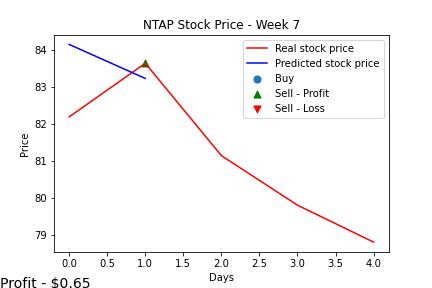 NTAP Stock Price - Week 7
Real stock price
Predicted stock price
Buy
Sell - Profit
Sell - Loss
84
83
82
81
80
79
Price
0.0 0.5 1.0 1.5 2.0 2.5 3.0 3.5 4.0
Days
Profit - $0.65